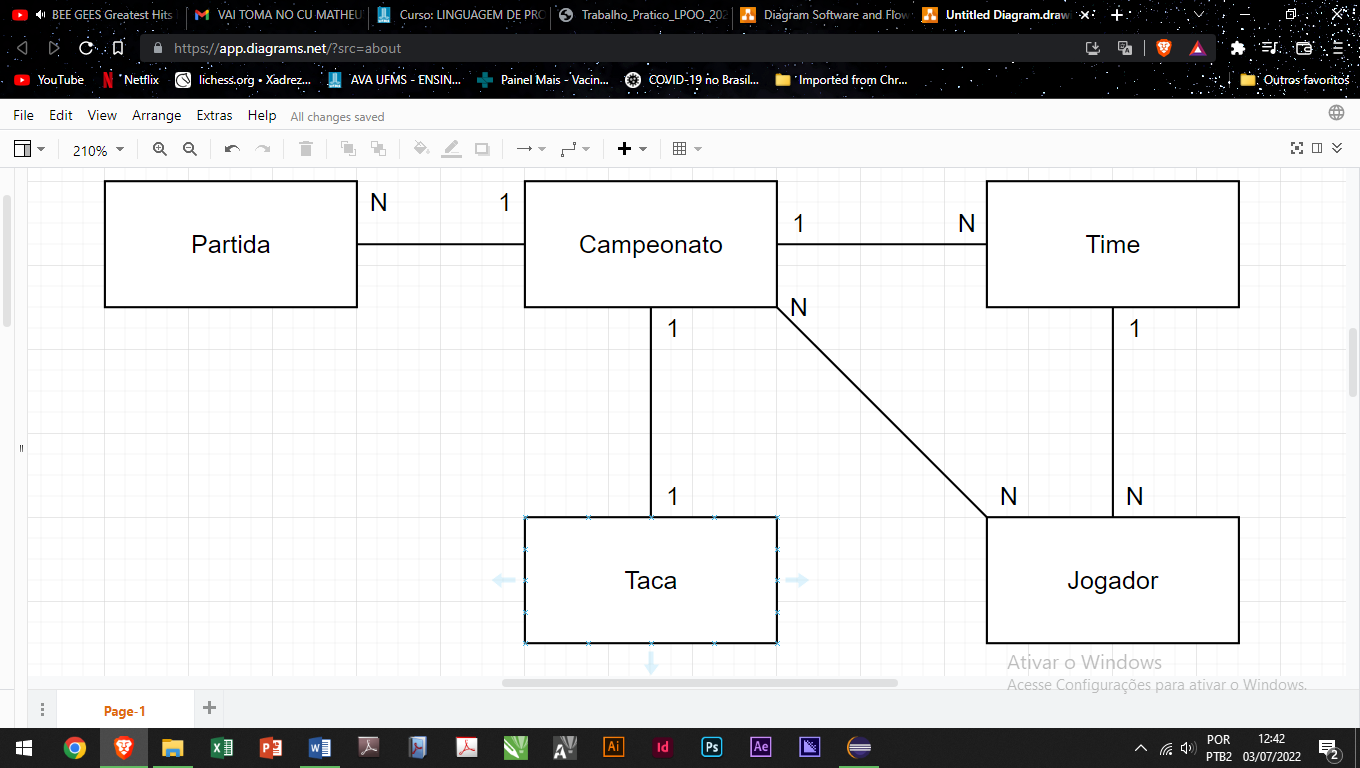 BEE GEES Greatest Hits
VAI TOMA NO CU MATHEU
Curso: LINGUAGEM DE PRO
Trabalho_Pratico_LPOO_202
Diagram Software and Flow
Untitled Diagram.draw
https://app.diagrams.net/?src=about
YouTube
Netflix
lichess.org • Xadrez...
AVA UFMS - ENSIN...
Painel Mais - Vacin...
COVID-19 no Brasil...
Imported from Chr...
Outros favoritos
File Edit View Arrange Extras Help All changes saved
210%
N 1
1 N
Partida Campeonato Time
N
1 1
1 N N
Taca Jogador
Ativar o Windows
Acesse Configurações para ativar o Windows.
Page-1
POR 12:42
PTB2 03/07/2022
2